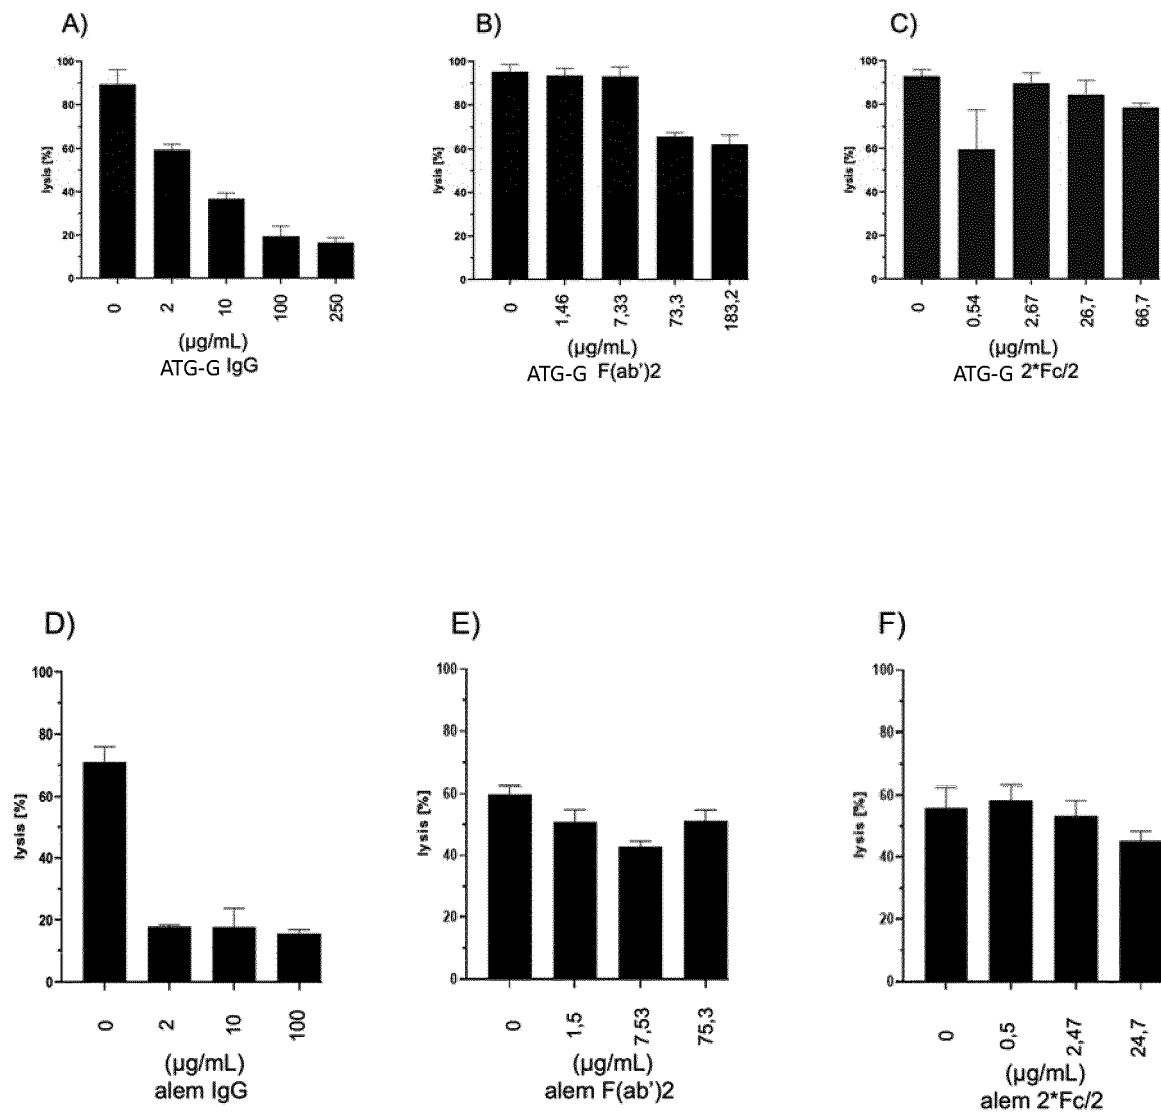 A)
lysis [%]
100
80
60
40
20
0
0 2 10 100 250
(µg/mL)
ATG-G IgG
B)
lysis [%]
100
80
60
40
20
0
0 1,46 7,33 73,3 183,2
(µg/mL)
ATG-G F(ab')2
C)
lysis [%]
100
80
60
40
20
0
0 0,54 2,67 26,7 66,7
(µg/mL)
ATG-G 2*Fc/2
D)
lysis [%]
100
80
60
40
20
0
0 2 10 100
(µg/mL)
alem IgG
E)
lysis [%]
100
80
60
40
20
0
0 1,5 7,53 75,3
(µg/mL)
alem F(ab')2
F)
lysis [%]
100
80
60
40
20
0
0 0,5 2,47 24,7
(µg/mL)
alem 2*Fc/2